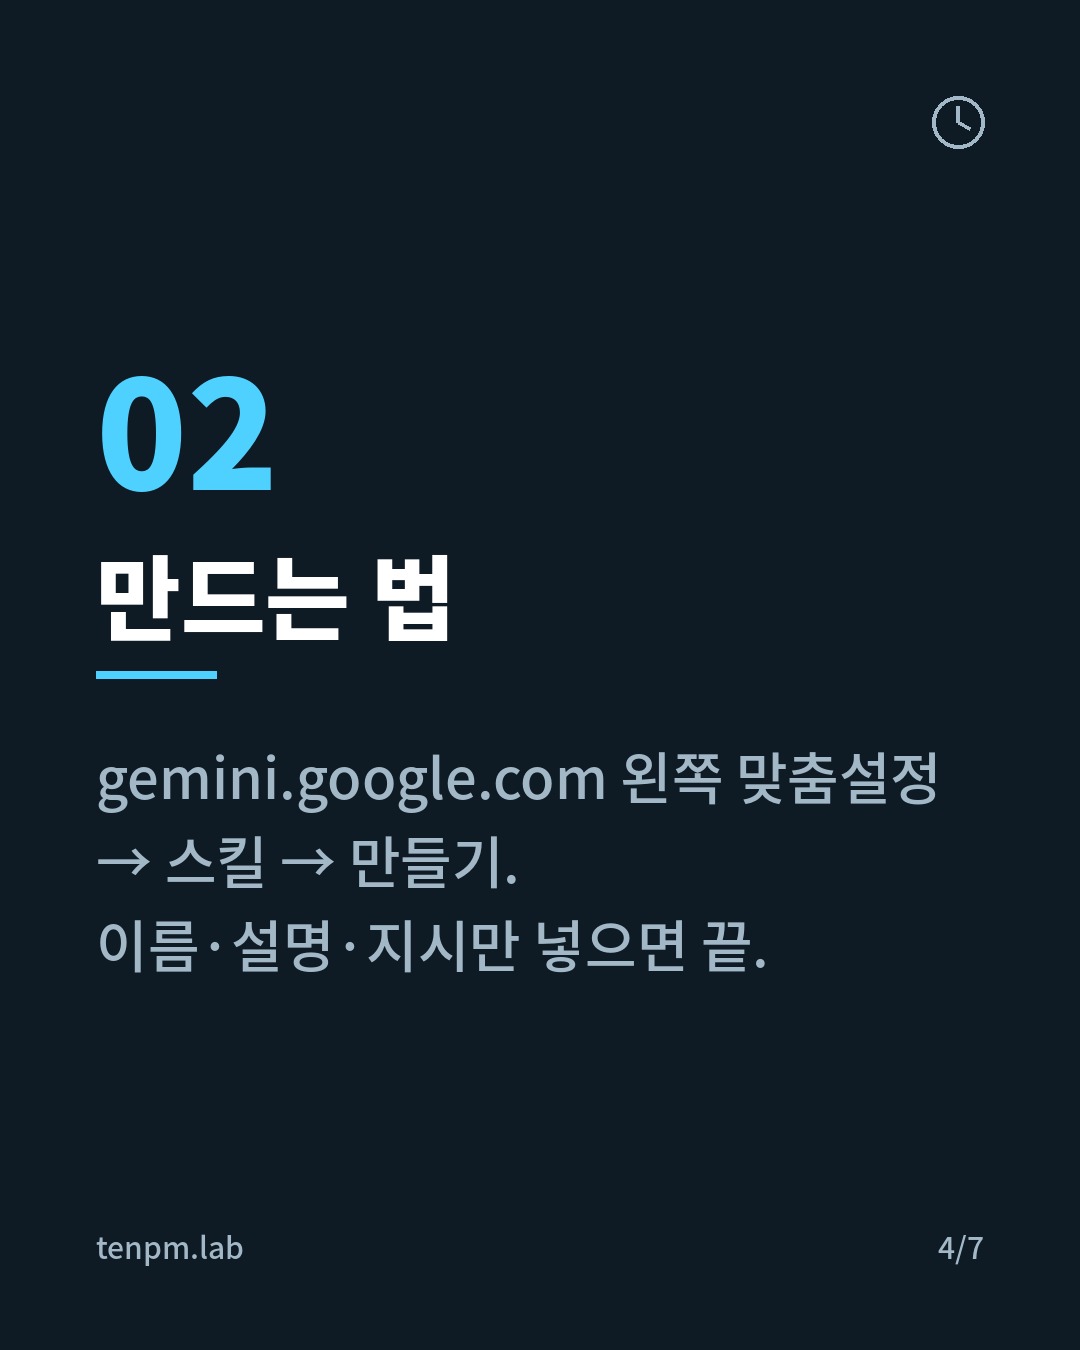 02
만드는 법
gemini.google.com 왼쪽 맞춤설정
→ 스킬 → 만들기.
이름·설명·지시만 넣으면 끝.
tenpm.lab
4/7